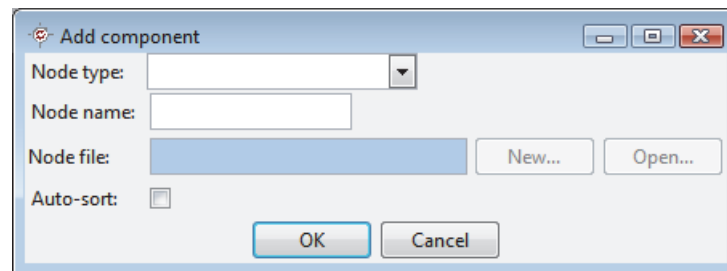 Add component
Node type:
Node name:
Node file: New... Open...
Auto-sort:
OK Cancel